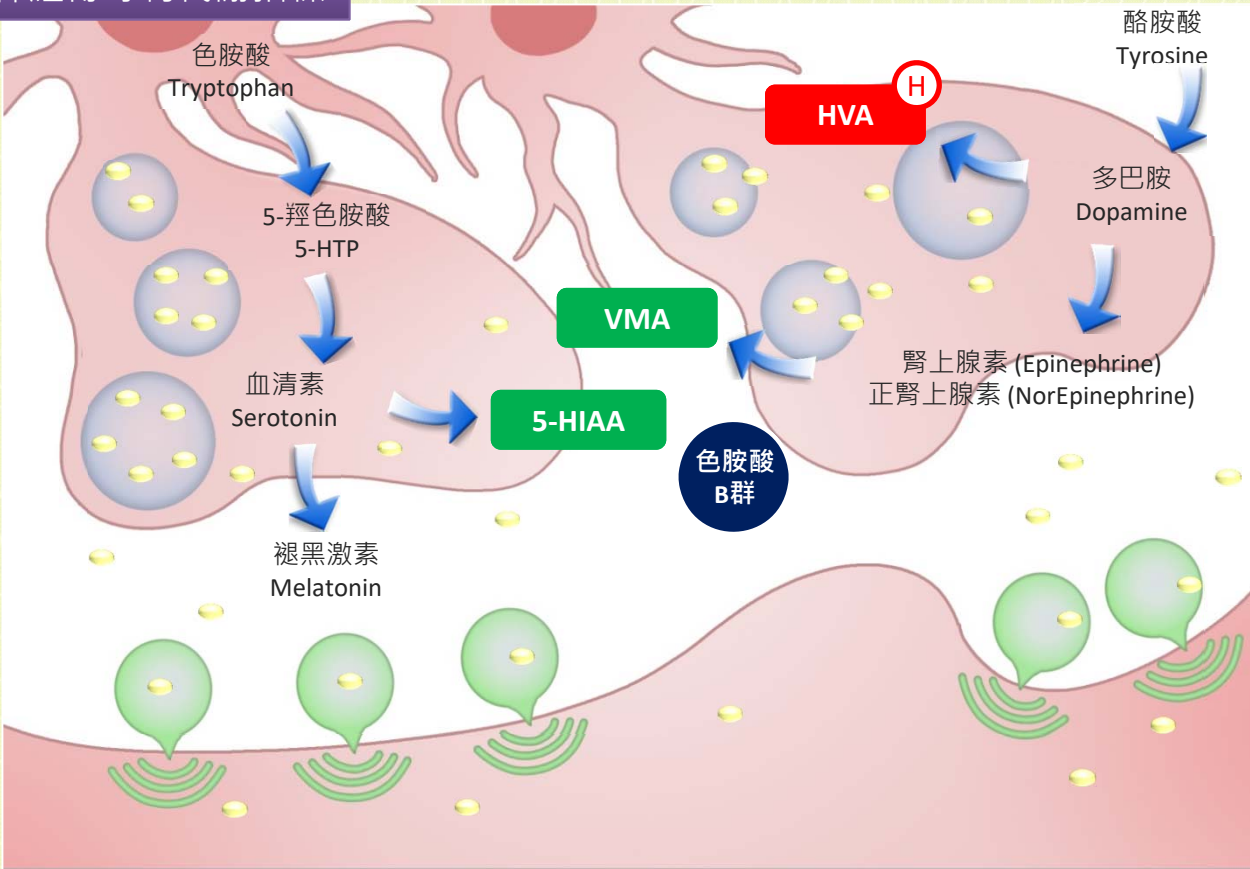 色胺酸
Tryptophan
5-羥色胺酸
5-HTP
血清素
Serotonin
褪黑激素
Melatonin
5-HIAA
VMA
色胺酸
B群
HVA
H
酪胺酸
Tyrosine
多巴胺
Dopamine
腎上腺素 (Epinephrine)
正腎上腺素 (NorEpinephrine)